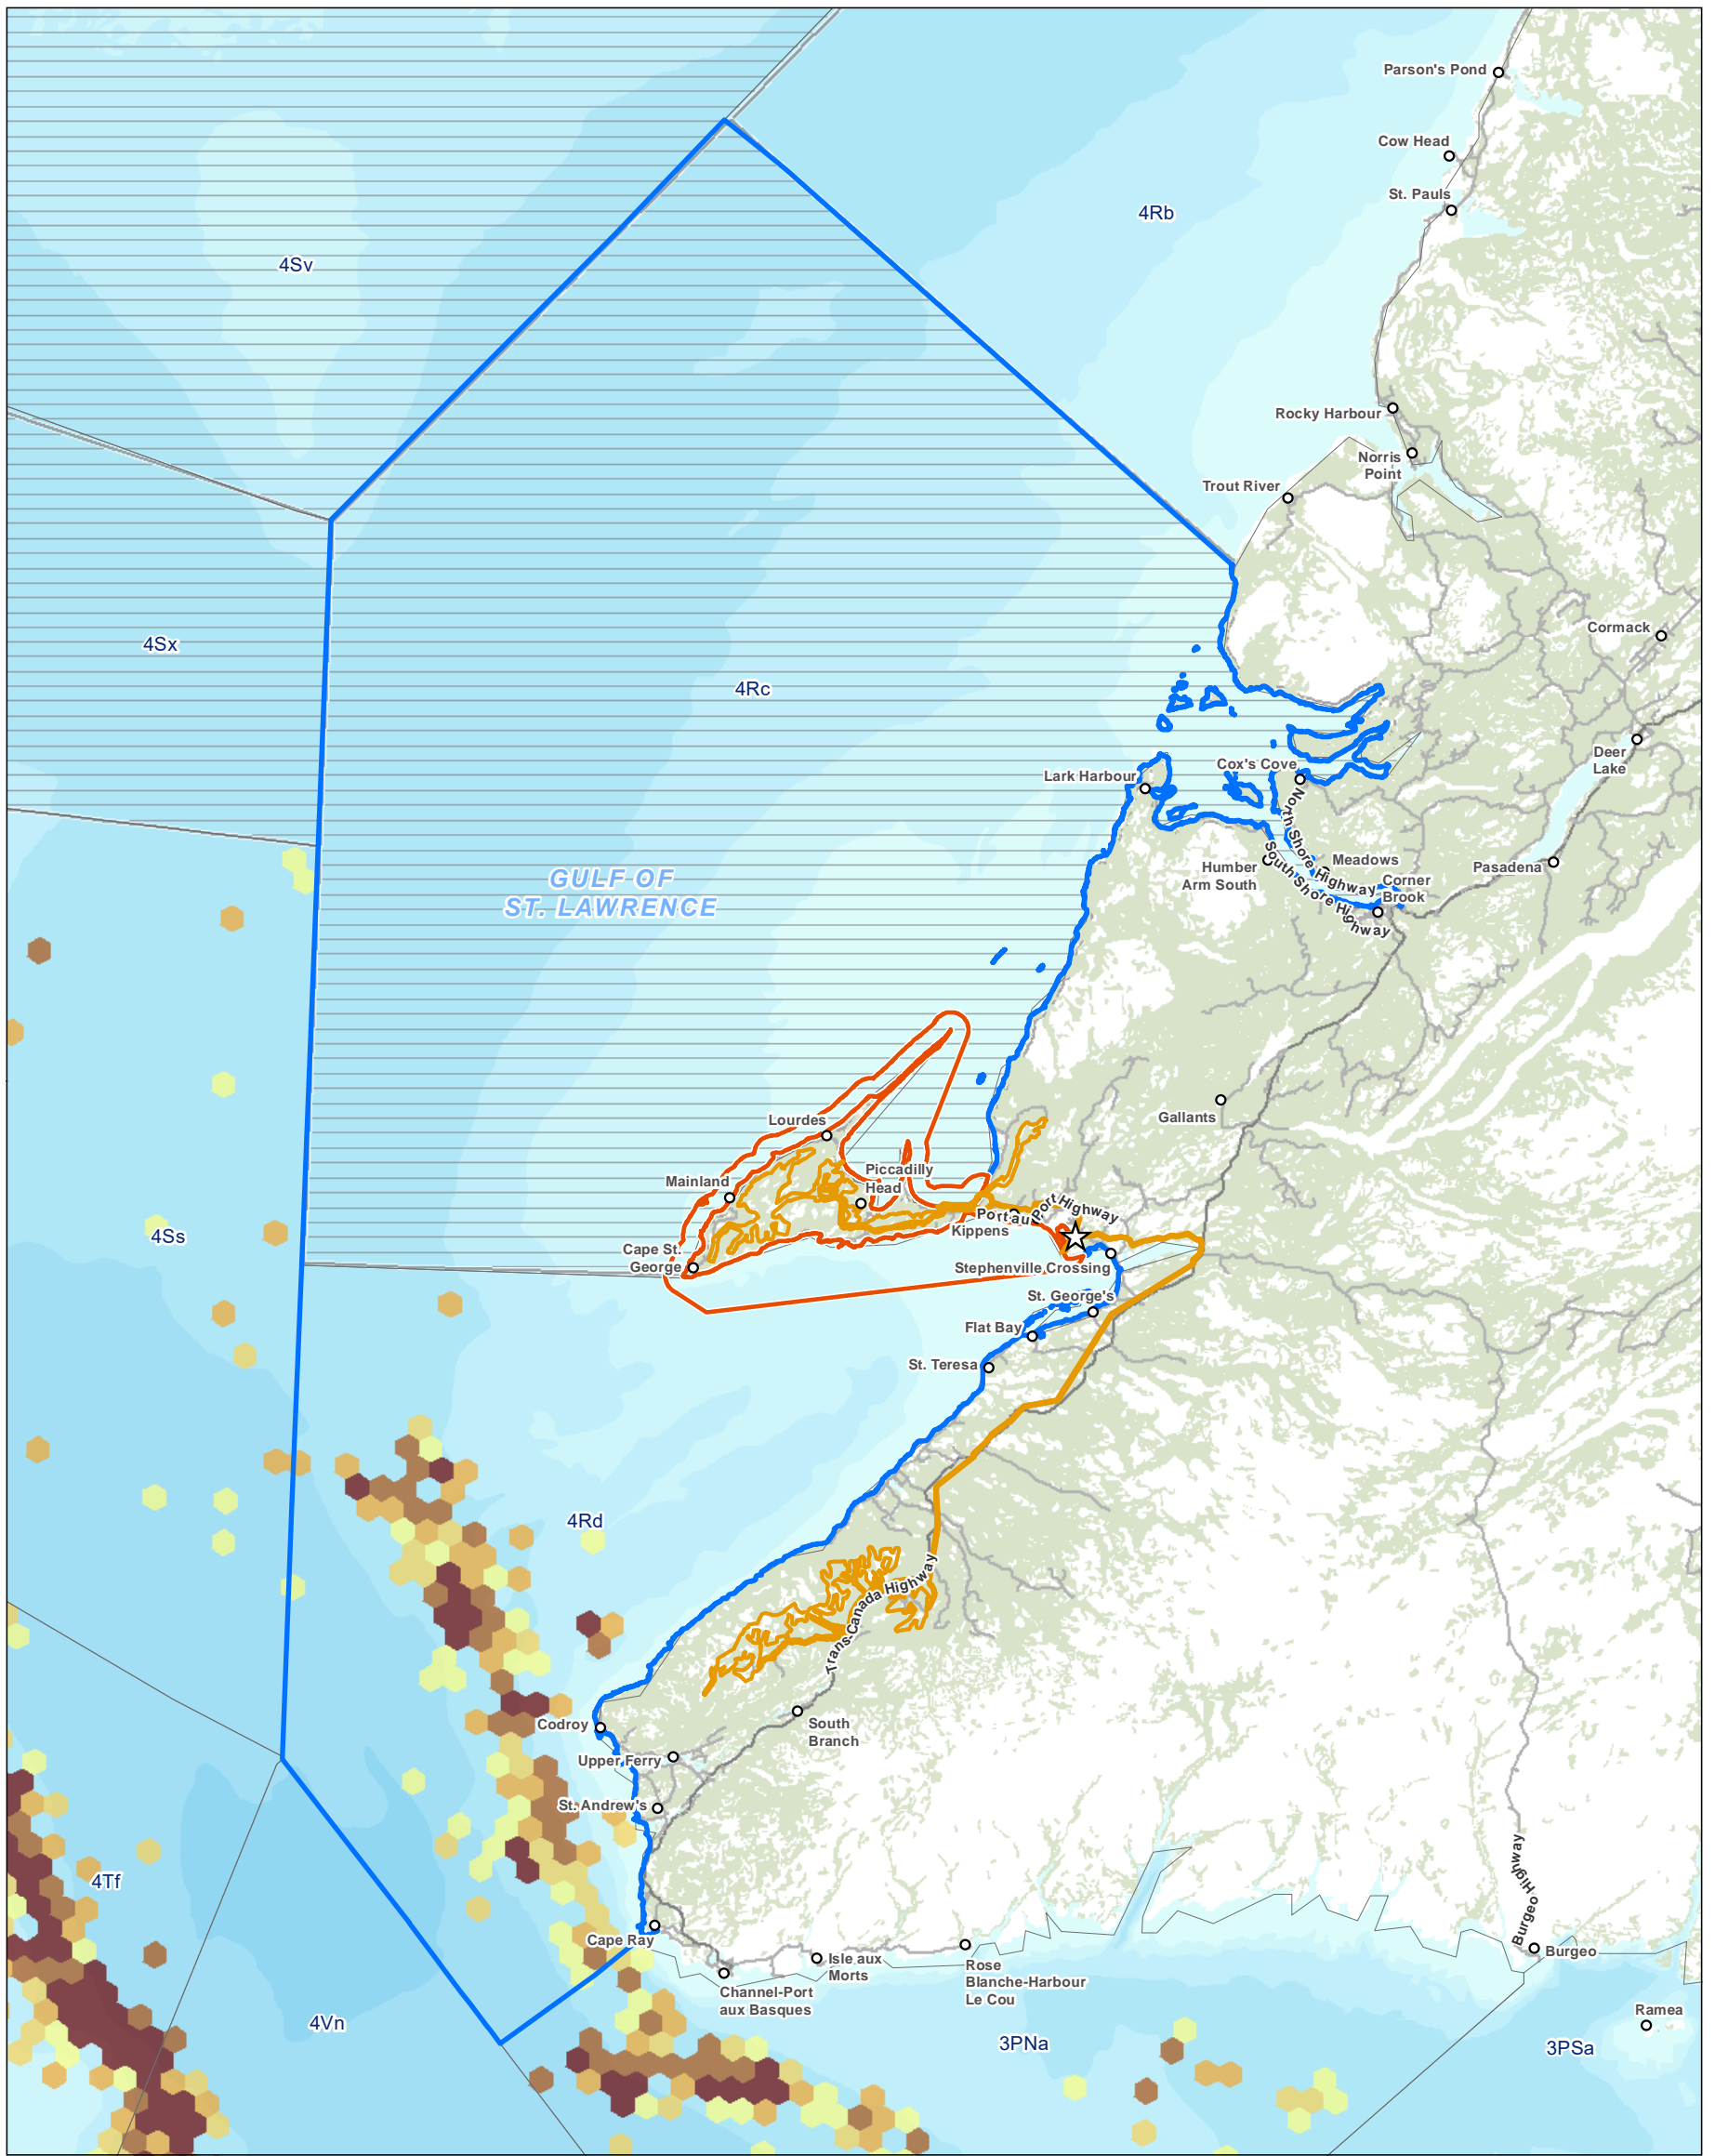 Parson's Pond
Cow Head
St. Pauls
4Rb
4Sv
Rocky Harbour
Norris
Point
Trout River
Cormack
4Sx
4Rc
Deer
Lake
Cox's Cove
Lark Harbour
North Shore Highway
South Shore Highway
Meadows
Humber
Arm South
Corner
Brook
Pasadena
GULF OF
ST. LAWRENCE
Gallants
Lourdes
Piccadilly
Head
Mainland
Port au Port Highway
Kippens
4Ss
Cape St.
George
Stephenville Crossing
St. George's
Flat Bay
St. Teresa
4Rd
Trans-Canada Highway
Codroy
South
Branch
Upper Ferry
St. Andrew's
4Tf
Burgeo Highway
Cape Ray
Isle aux
Morts
Rose
Blanche-Harbour
Le Cou
Burgeo
Channel-Port
aux Basques
4Vn
3PNa
3PSa
Ramea